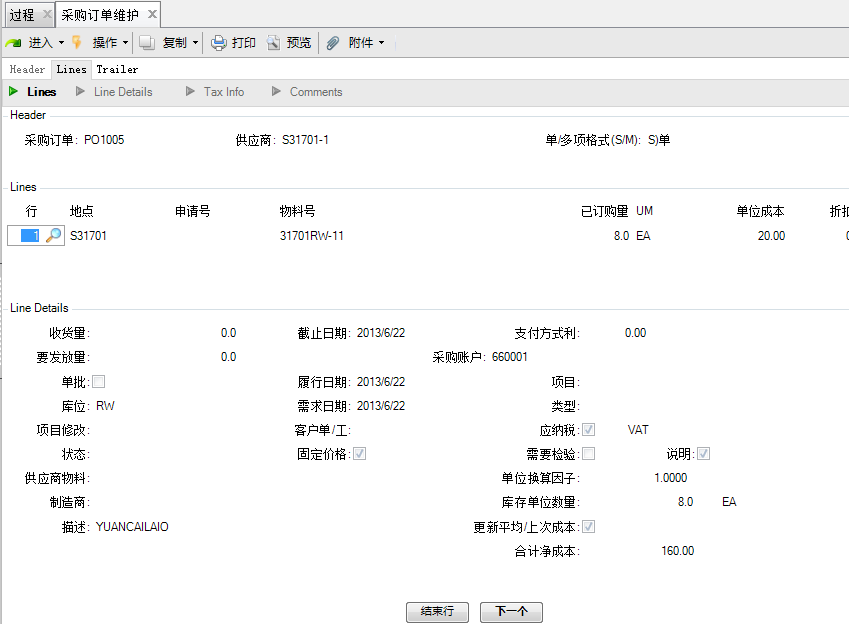 过程 采购订单维护
进入 操作 复制 打印 预览 附件
Header Lines Trailer
Lines Line Details Tax Info Comments
Header
采购订单: PO1005 供应商: S31701-1 单/多项格式(S/M): S)单
Lines
行 地点 申请号 物料号 已订购量 UM 单位成本
1 S31701 31701RW-11 8.0 EA 20.00
Line Details
收货量: 0.0 截止日期: 2013/6/22 支付方式利: 0.00
要发放量: 0.0 采购账户: 660001
单批: 履行日期: 2013/6/22 项目:
库位: RW 需求日期: 2013/6/22 类型:
项目修改: 客户单/工: 应纳税: VAT
状态: 固定价格: 需要检验: 说明:
供应商物料: 单位换算因子: 1.0000
制造商: 库存单位数量: 8.0 EA
描述: YUANCAILAIO 更新平均/上次成本:
合计净成本: 160.00
结束行 下一个